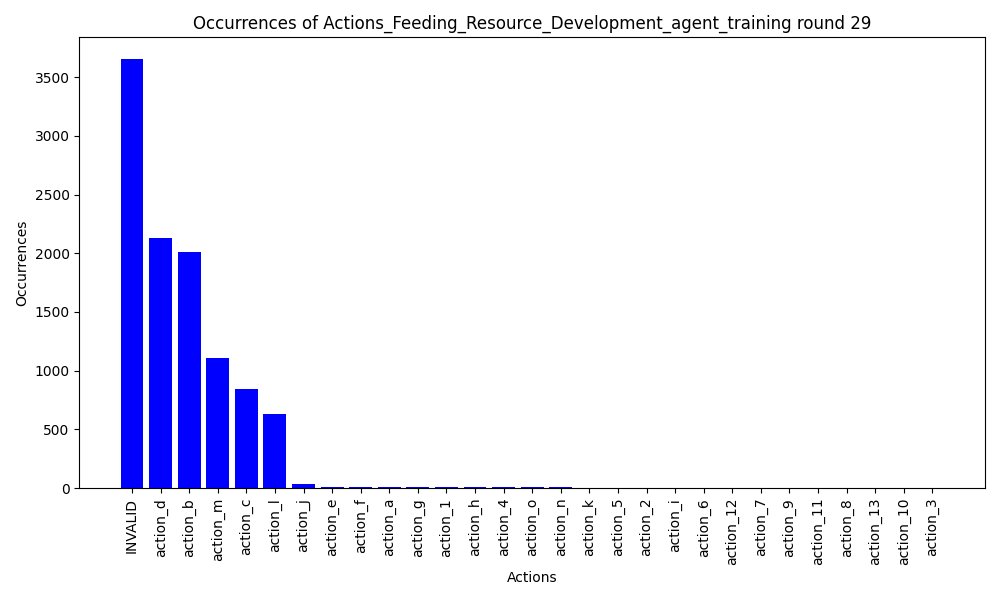 Occurrences of Actions_Feeding_Resource_Development_agent_training round 29
Occurrences
3500
3000
2500
2000
1500
1000
500
0
INVALID
action_d
action_b
action_m
action_c
action_l
action_j
action_e
action_f
action_a
action_g
action_1
action_h
action_4
action_o
action_n
action_k
action_5
action_2
action_i
action_6
action_12
action_7
action_9
action_11
action_8
action_13
action_10
action_3
Actions